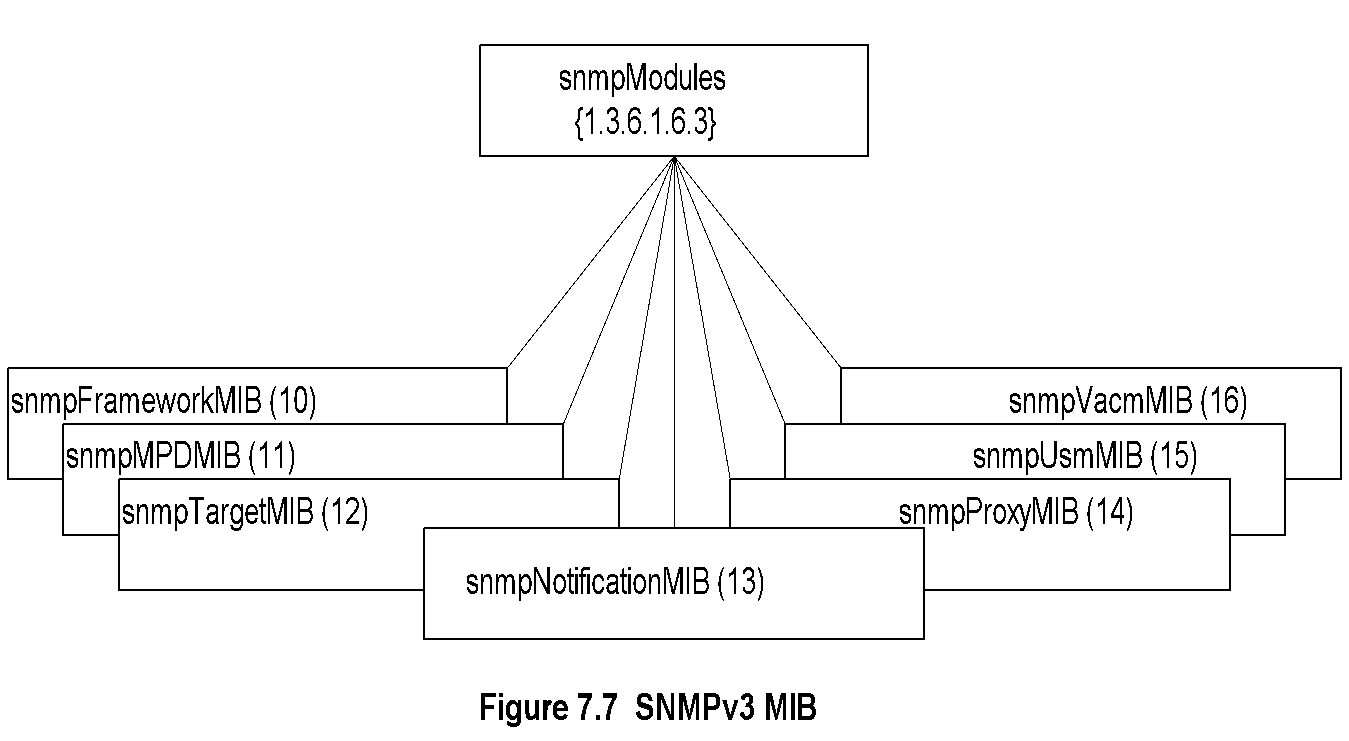 snmpModules
{1.3.6.1.6.3}
snmpFrameworkMIB (10)
snmpVacmMIB (16)
snmpMPDMIB (11)
snmpUsmMIB (15)
snmpTargetMIB (12)
snmpProxyMIB (14)
snmpNotificationMIB (13)
Figure 7.7 SNMPv3 MIB